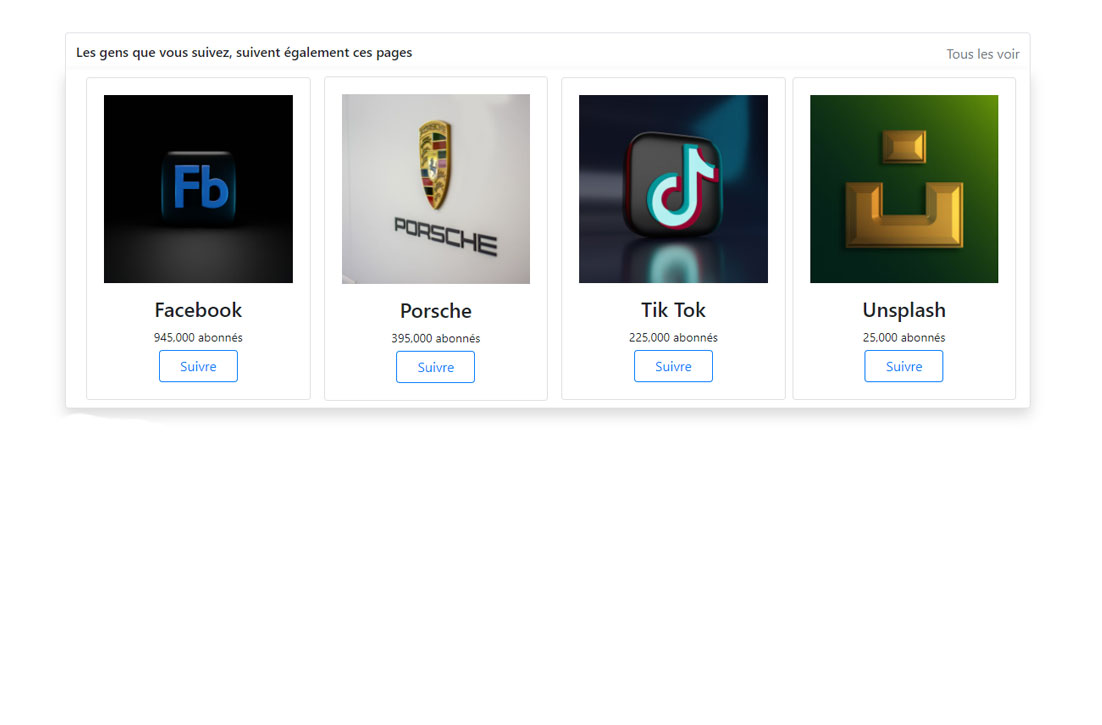 Les gens que vous suivez, suivent également ces pages
Tous les voir
Fb
PORSCHE
Facebook
Porsche
Tik Tok
Unsplash
945,000 abonnés
395,000 abonnés
225,000 abonnés
25,000 abonnés
Suivre
Suivre
Suivre
Suivre